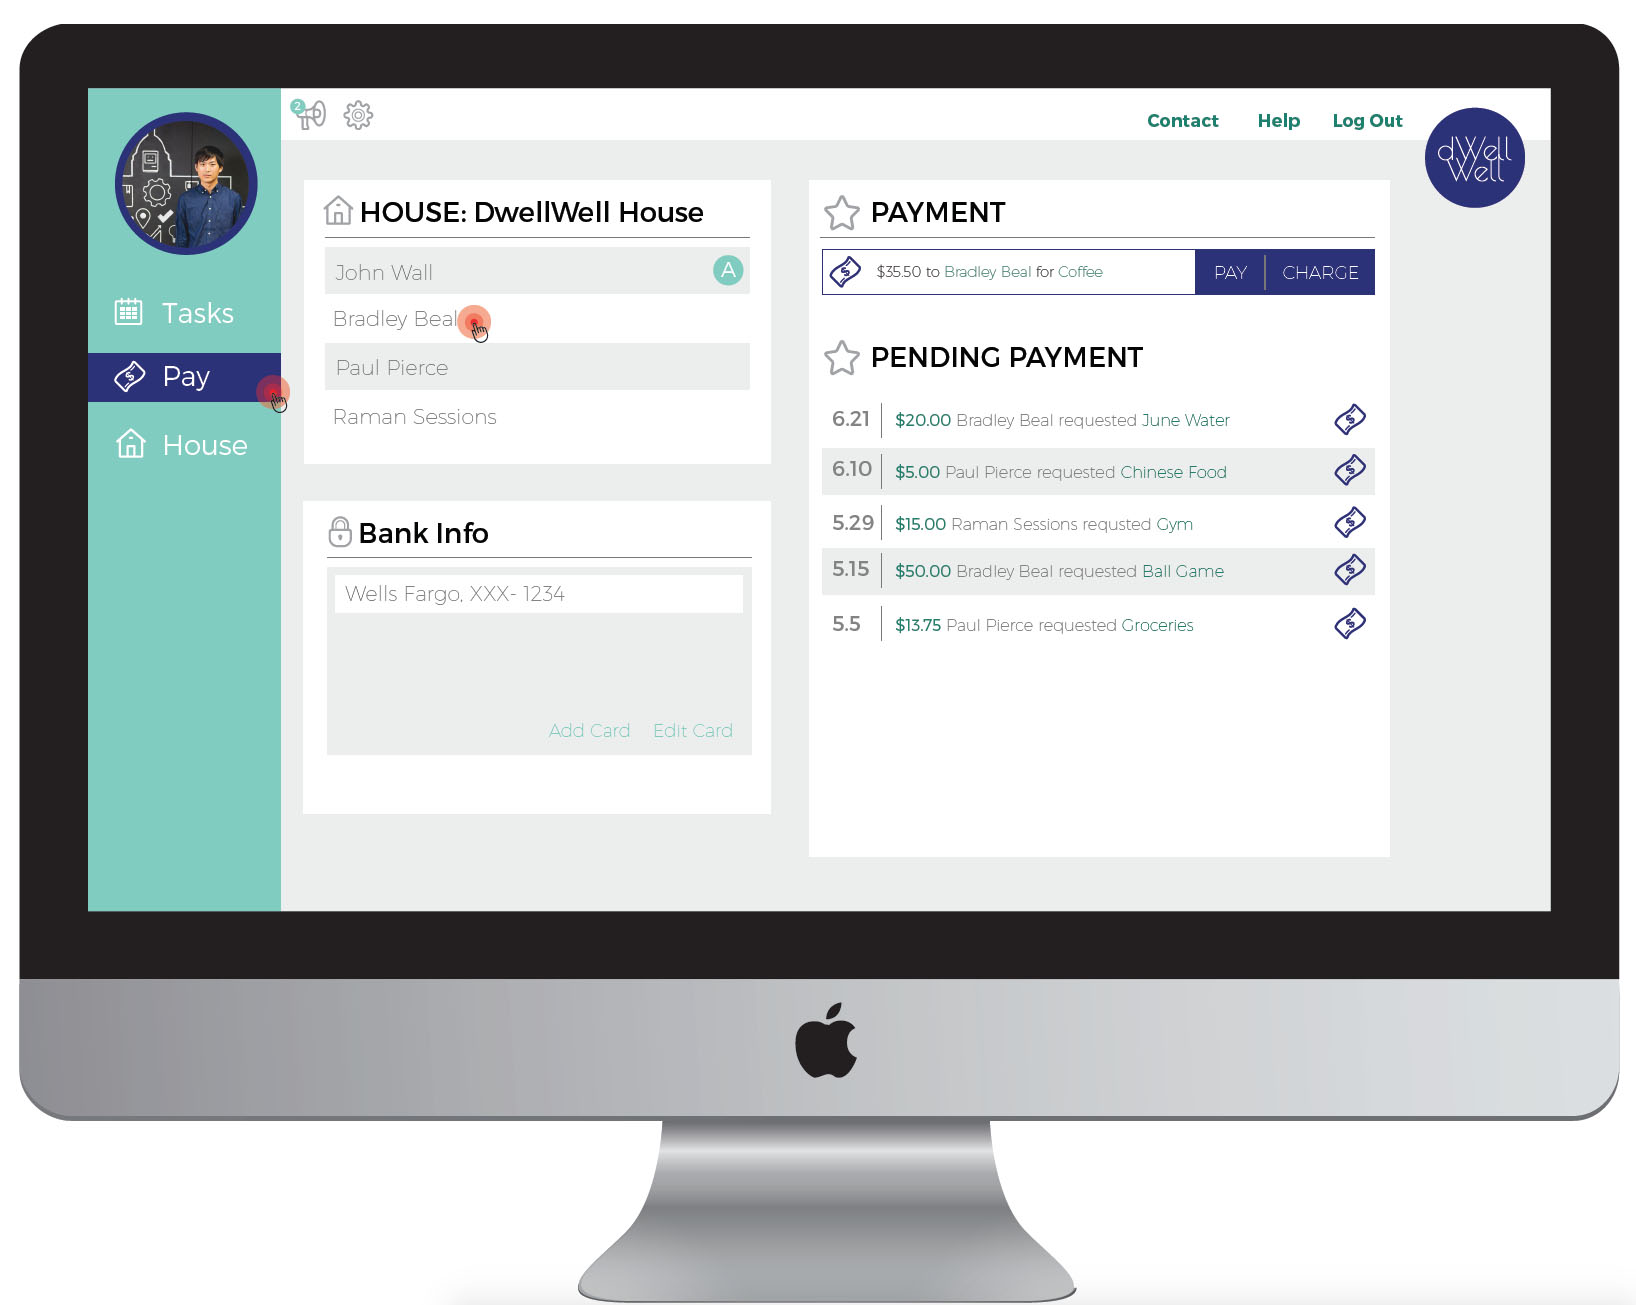 2
Contact Help Log Out
dWell
Well
Tasks
Pay
House
HOUSE: DwellWell House
John Wall A
Bradley Beal
Paul Pierce
Raman Sessions
Bank Info
Wells Fargo, XXX- 1234
Add Card Edit Card
PAYMENT
$35.50 to Bradley Beal for Coffee PAY CHARGE
PENDING PAYMENT
6.21 $20.00 Bradley Beal requested June Water
6.10 $5.00 Paul Pierce requested Chinese Food
5.29 $15.00 Raman Sessions requsted Gym
5.15 $50.00 Bradley Beal requested Ball Game
5.5 $13.75 Paul Pierce requested Groceries